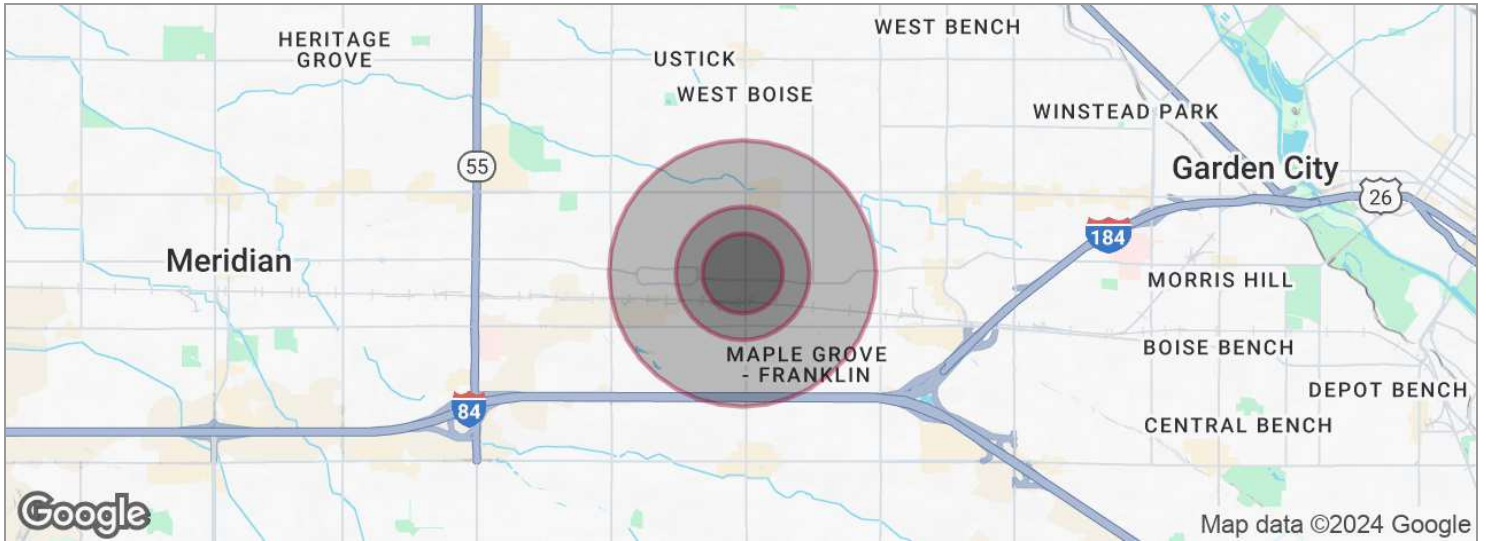 WEST BENCH
HERITAGE
GROVE
USTICK
WEST BOISE
WINSTEAD PARK
55
Garden City
26
184
Meridian
MORRIS HILL
MAPLE GROVE
- FRANKLIN
BOISE BENCH
DEPOT BENCH
84
CENTRAL BENCH
Google
Map data ©2024 Google